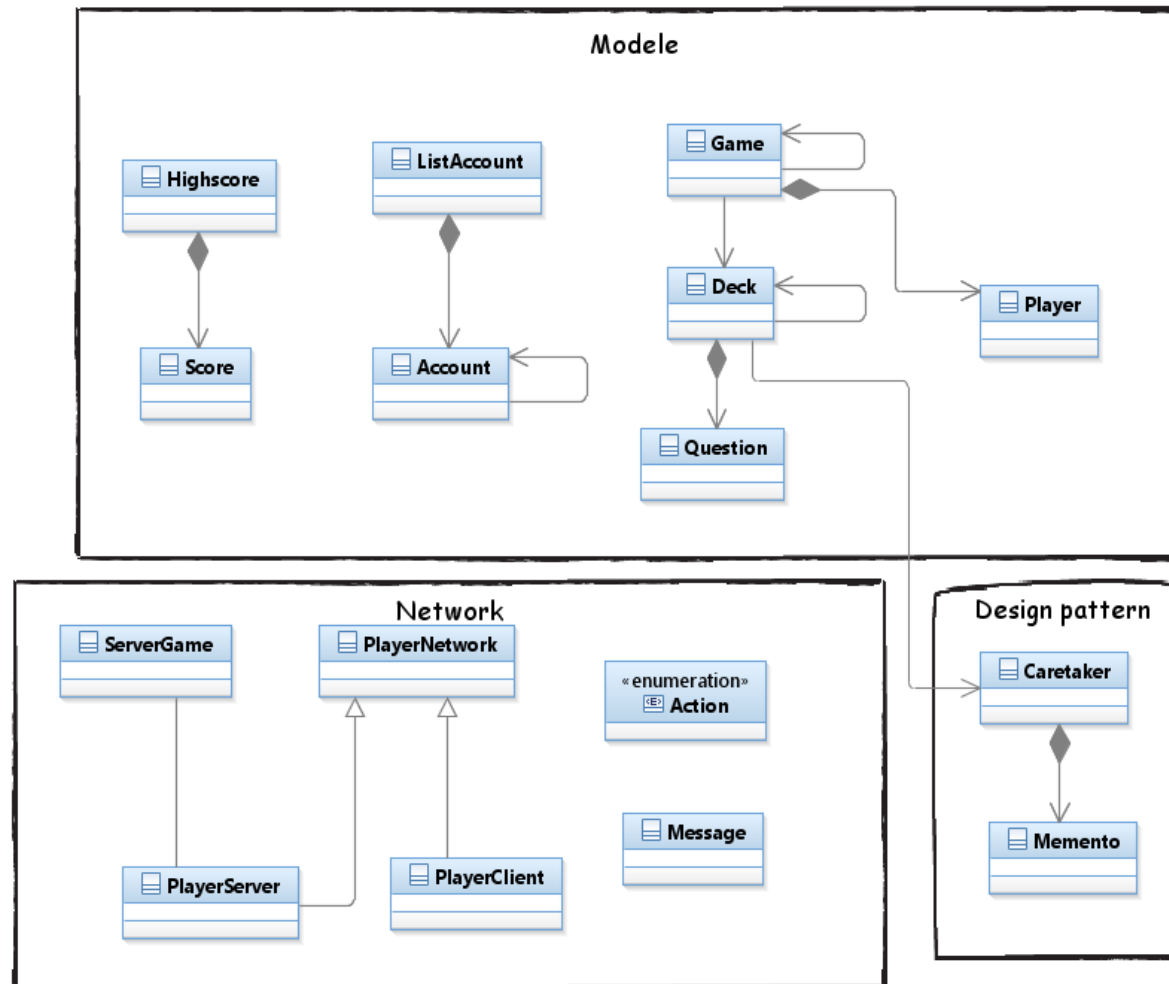 Modele
Highscore
ListAccount
Game
Deck
Player
Score
Account
Question
Network
ServerGame
PlayerNetwork
«enumeration»
Action
Message
PlayerServer
PlayerClient
Design pattern
Caretaker
Memento